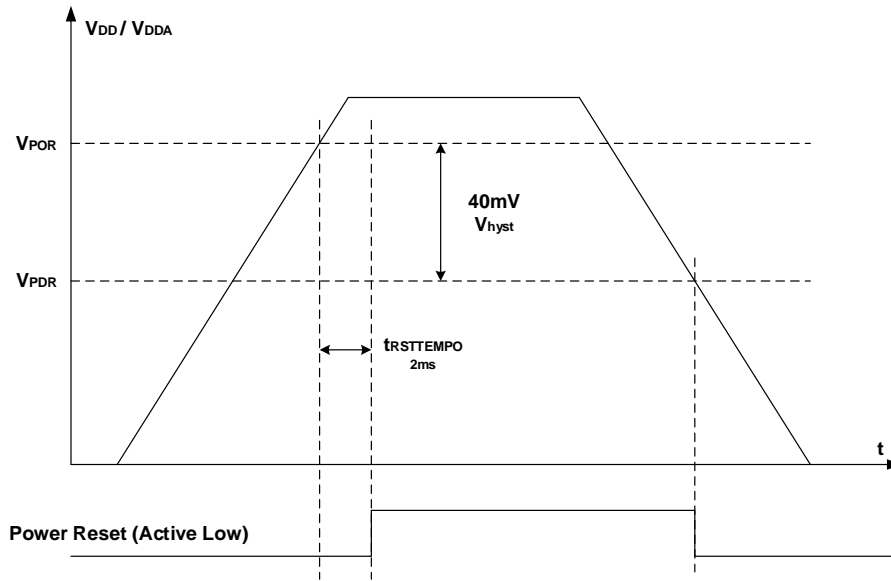 VDD / VDDA
VPOR
40mV
Vhyst
VPDR
tRSTTEMPO
2ms
t
Power Reset (Active Low)